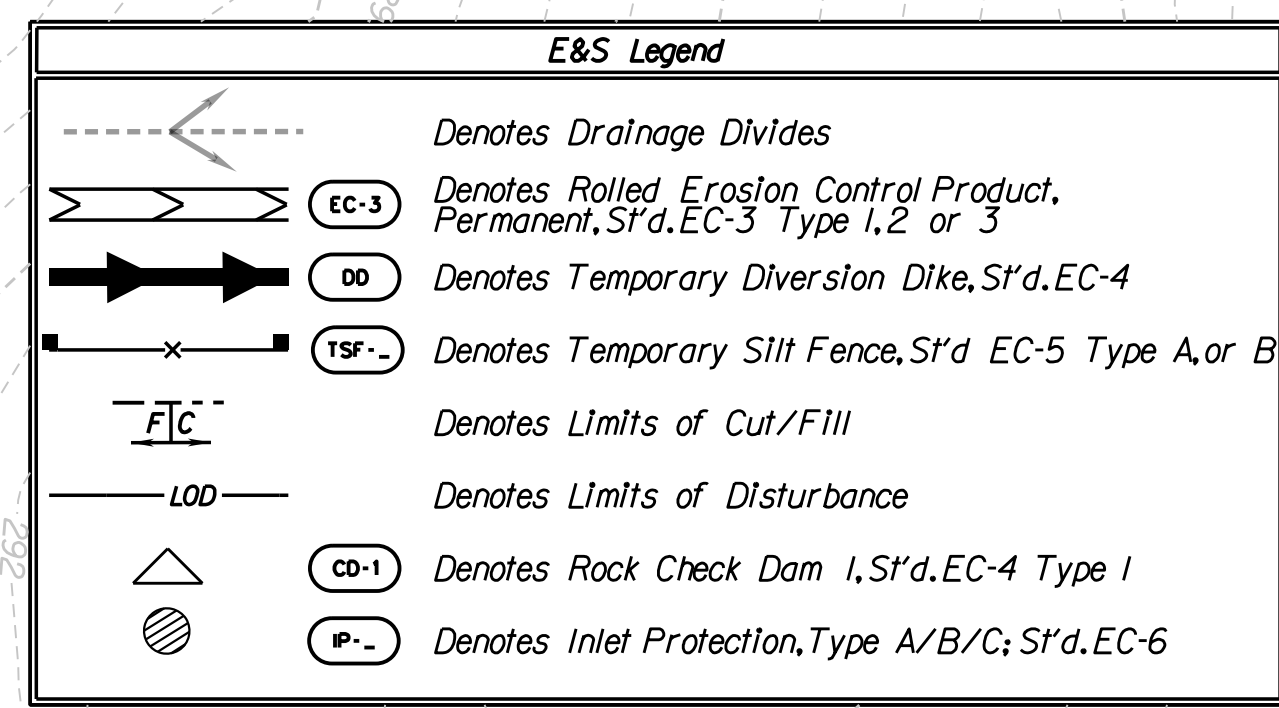 E&S Legend
Denotes Drainage Divides
EC-3 Denotes Rolled Erosion Control Product,
Permanent, St'd. EC-3 Type 1, 2 or 3
DD Denotes Temporary Diversion Dike, St'd. EC-4
TSF-_ Denotes Temporary Silt Fence, St'd EC-5 Type A, or B
F C Denotes Limits of Cut/Fill
LOD Denotes Limits of Disturbance
CD-1 Denotes Rock Check Dam 1, St'd. EC-4 Type 1
IP-_ Denotes Inlet Protection, Type A/B/C; St'd. EC-6
292